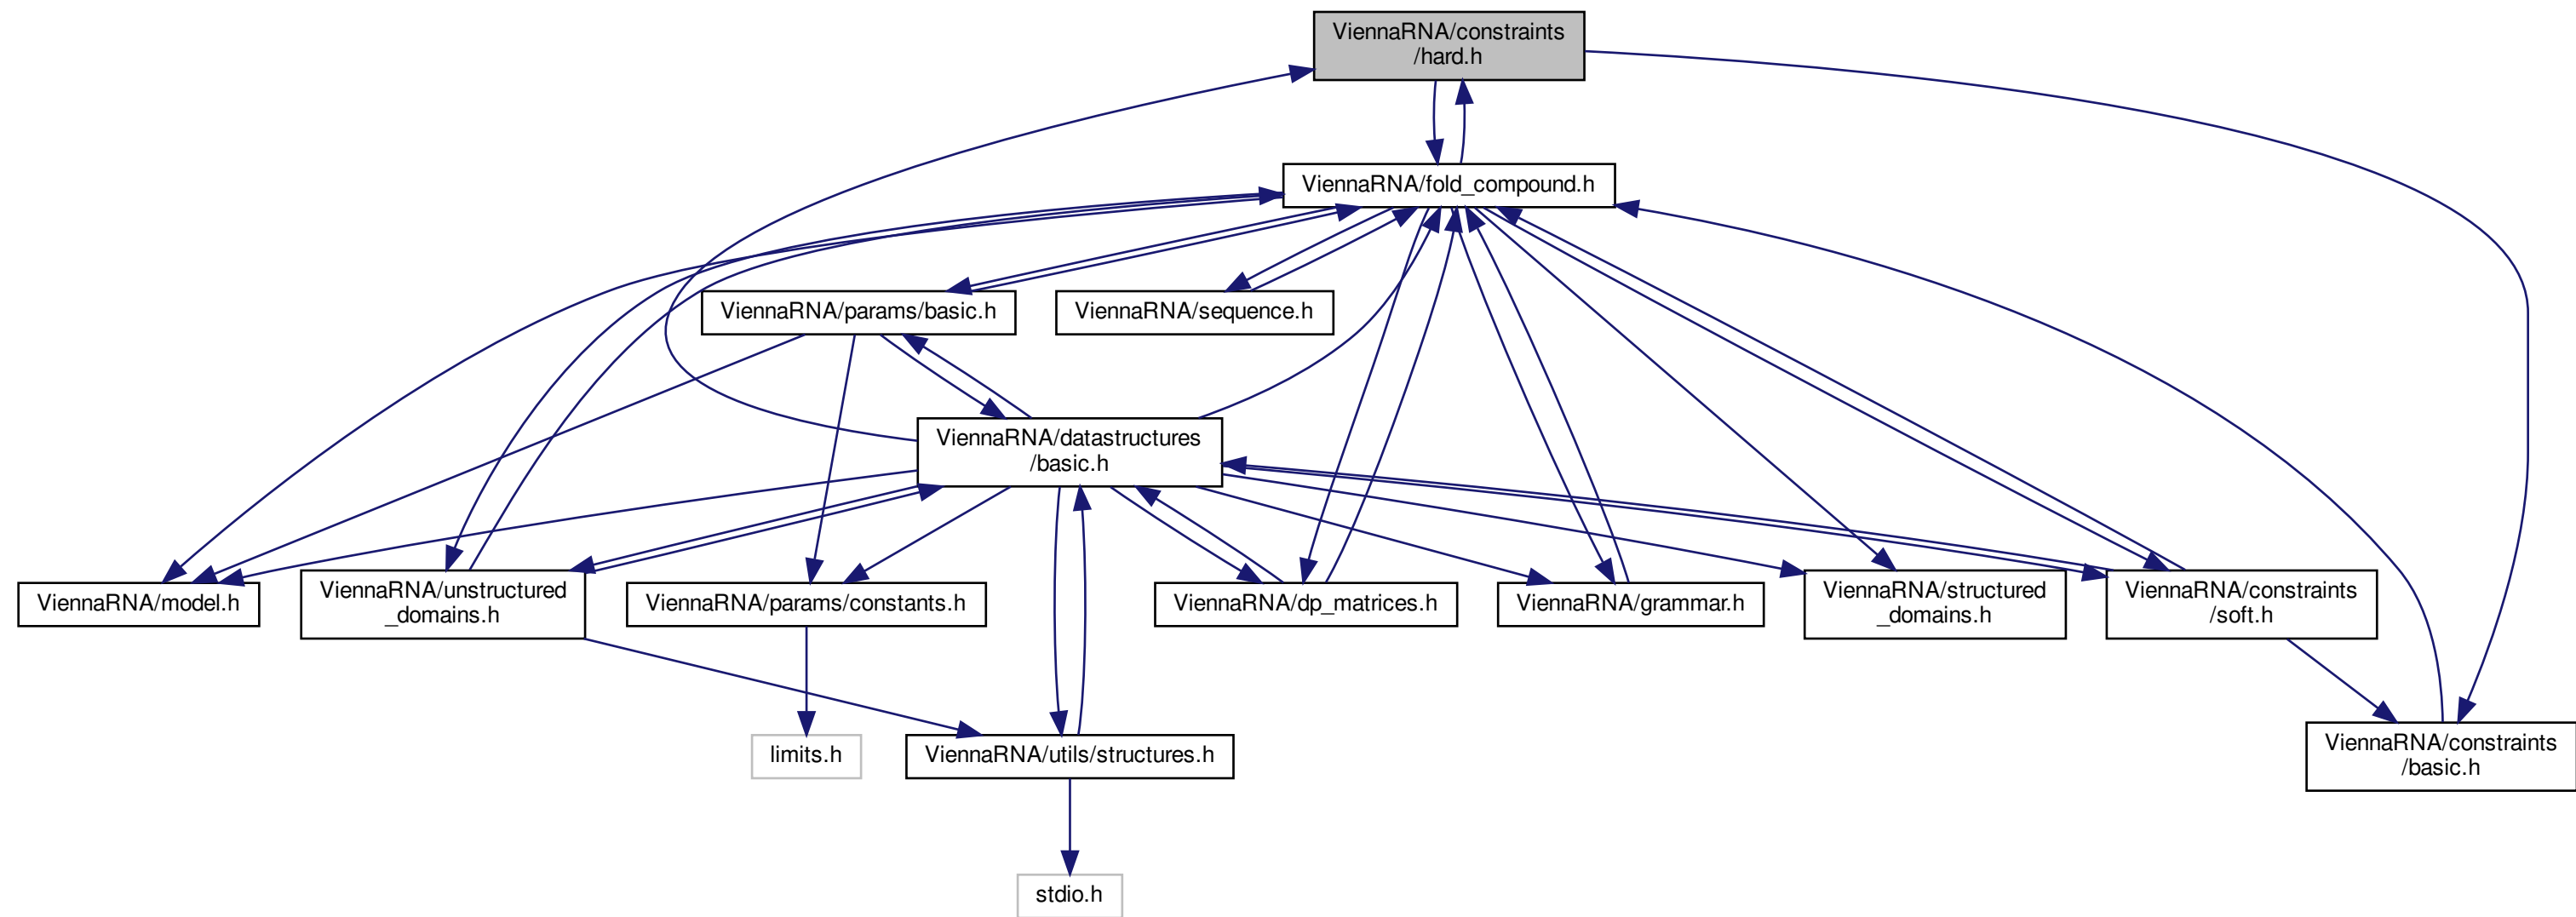 ViennaRNA/constraints
/hard.h
ViennaRNA/fold_compound.h
ViennaRNA/params/basic.h
ViennaRNA/sequence.h
ViennaRNA/datastructures
/basic.h
ViennaRNA/model.h
ViennaRNA/unstructured
_domains.h
ViennaRNA/params/constants.h
ViennaRNA/dp_matrices.h
ViennaRNA/grammar.h
ViennaRNA/structured
_domains.h
ViennaRNA/constraints
/soft.h
limits.h
ViennaRNA/utils/structures.h
ViennaRNA/constraints
/basic.h
stdio.h